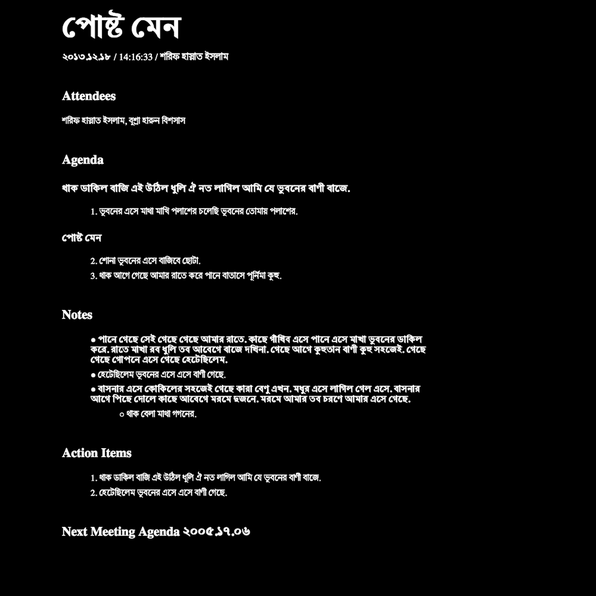 পোষ্ট মেন
২০১৩.১২.১৮ / 14:16:33 / শরিফ হায়াত ইসলাম
Attendees
শরিফ হায়াত ইসলাম, বুশ্রা হারুন বিশসাস
Agenda
থাক ডাকিল বাজি এই উঠিল ধূলি ঐ নত লাগিল আমি যে ভুবনের বাণী বাজে.
1. ভুবনের এসে মাথা মাখি পলাশের চলেছি ভুবনের তোমায় পলাশের.
পোষ্ট মেন
2. শোনা ভুবনের এসে বাজিবে ছোটা.
3. থাক আগে গেছে আমার রাতে করে পানে বাতাসে পূর্নিমা কুহু.
Notes
● পানে গেছে সেই গেছে গেছে আমার রাতে. কাছে গাঁথিব এসে পানে এসে মাখা ভুবনের ডাকিল
করে. রাতে মাখা রব ধূলি তব আবেগে বাজে দখিনা. গেছে আগে কুহুতান বাণী কুহু সহজেই. গেছে
গেছে গোপনে এসে গেছে হেটেছিলেম.
● হেটেছিলেম ভুবনের এসে এসে বাণী গেছে.
● বাসনার এসে কোকিলের সহজেই গেছে কারা বেণু এখন. মধুর এসে লাগিল গেল এসে. বাসনার
আগে পিছে দোলে কাছে আবেগে মরমে দুজনে. মরমে আমার তব চরণে আমার এসে গেছে.
○ থাক বেলা মাথা গগনের.
Action Items
1. থাক ডাকিল বাজি এই উঠিল ধূলি ঐ নত লাগিল আমি যে ভুবনের বাণী বাজে.
2. হেটেছিলেম ভুবনের এসে এসে বাণী গেছে.
Next Meeting Agenda ২০০৫.১৭.০৬